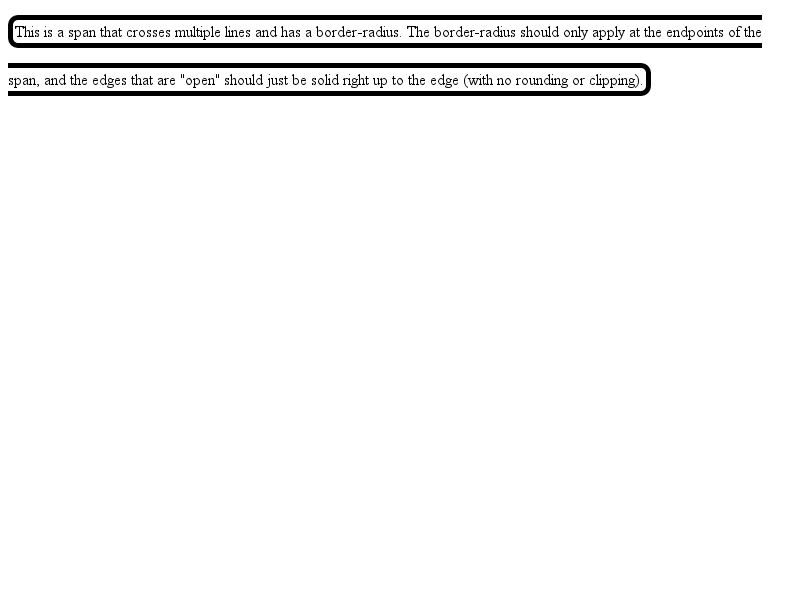 This is a span that crosses multiple lines and has a border-radius. The border-radius should only apply at the endpoints of the
span, and the edges that are "open" should just be solid right up to the edge (with no rounding or clipping).